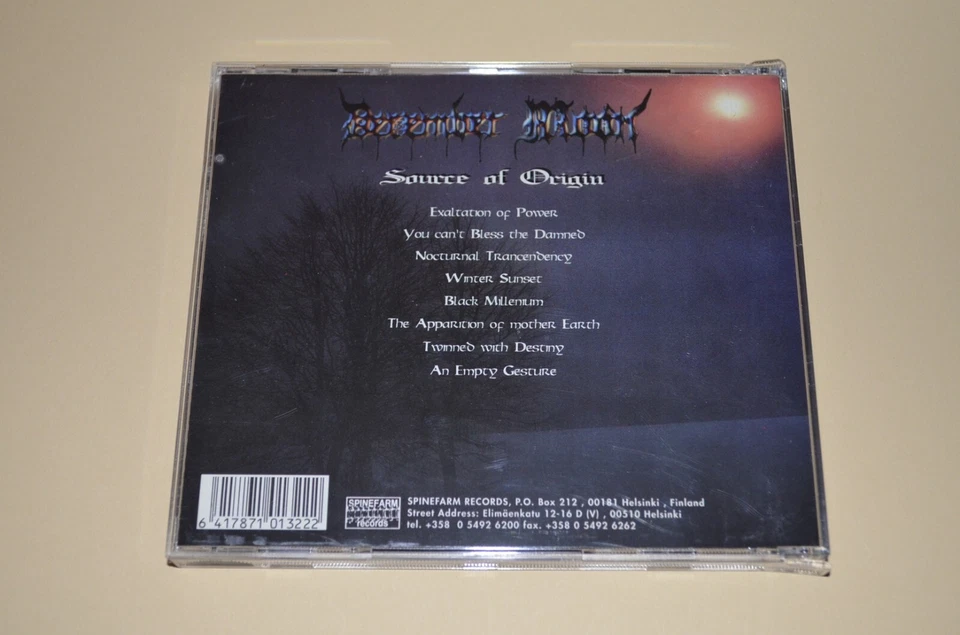 December Moon
Source of Origin
Exaltation of Power
You can't Bless the Damned
Nocturnal Trancendency
Winter Sunset
Black Millenium
The Apparition of mother Earth
Twinned with Destiny
An Empty Gesture
6 417871 013222
SPINEFARM
records
SPINEFARM RECORDS, P.O. Box 212 , 00181 Helsinki , Finland
Street Address: Elimäenkatu 12-16 D (V) , 00510 Helsinki
tel. +358 0 5492 6200 fax. +358 0 5492 6262